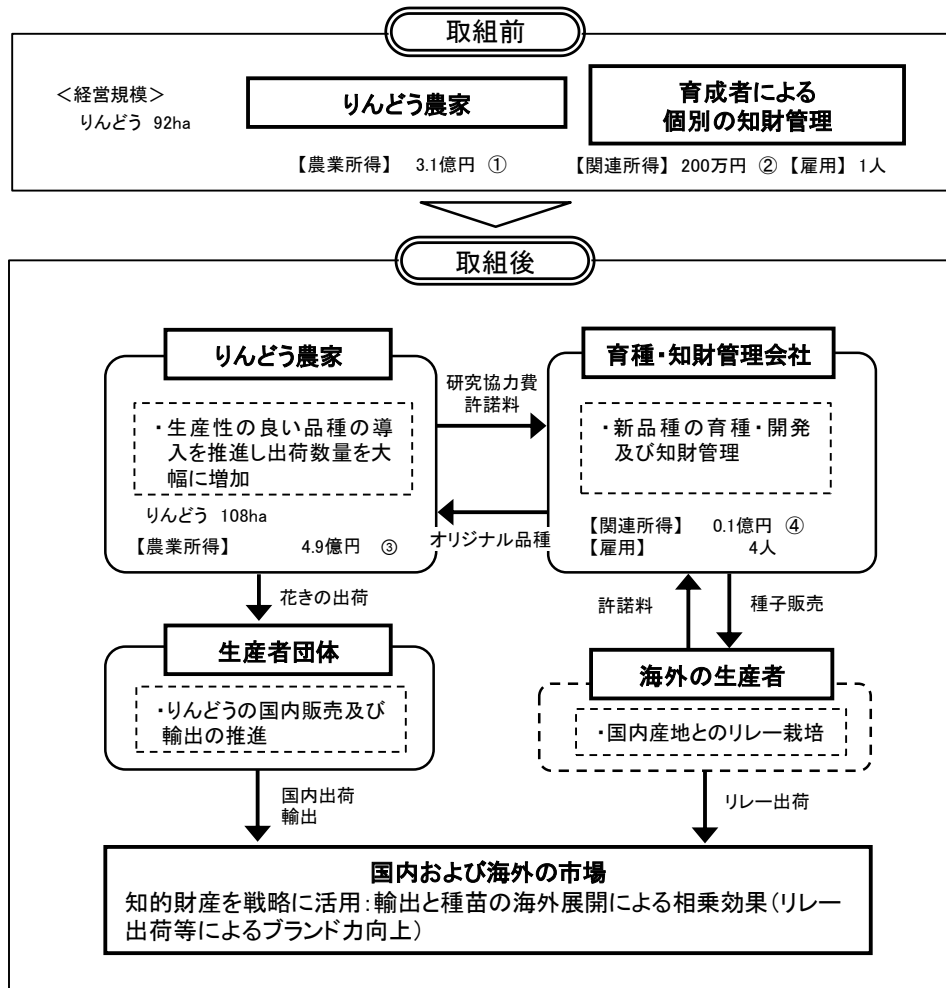 取組前
＜経営規模＞
りんどう 92ha
りんどう農家
育成者による
個別の知財管理
【農業所得】 3.1億円 ①
【関連所得】 200万円 ② 【雇用】 1人
取組後
りんどう農家
・生産性の良い品種の導
入を推進し出荷数量を大
幅に増加
りんどう 108ha
【農業所得】 4.9億円 ③
研究協力費
許諾料
オリジナル品種
育種・知財管理会社
・新品種の育種・開発
及び知財管理
【関連所得】 0.1億円 ④
【雇用】 4人
花きの出荷
許諾料
種子販売
生産者団体
・りんどうの国内販売及び
輸出の推進
海外の生産者
・国内産地とのリレー栽培
国内出荷
輸出
リレー出荷
国内および海外の市場
知的財産を戦略に活用：輸出と種苗の海外展開による相乗効果（リレー
出荷等によるブランド力向上）